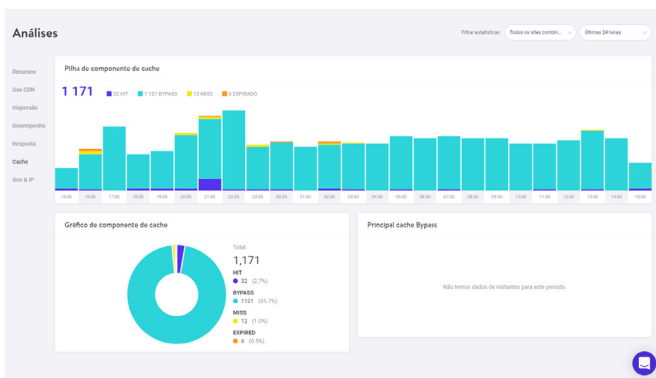 Análises
Filtrar estatísticas
Todos os sites combin...
Últimas 24 horas
Recursos
Uso CDN
Dispersão
Desempenho
Resposta
Cache
Geo & IP
Pilha de componente de cache
1 171
32 HIT 1 121 BYPASS 12 MISS 6 EXPIRADO
15:00 16:00 17:00 18:00 19:00 20:00 21:00 22:00 23:00 00:00 01:00 02:00 03:00 04:00 05:00 06:00 07:00 08:00 09:00 10:00 11:00 12:00 13:00 14:00 15:00
Gráfico de componente de cache
Total
1,171
HIT
32 (2.7%)
BYPASS
1121 (95.7%)
MISS
12 (1.0%)
EXPIRED
6 (0.5%)
Principal cache Bypass
Não temos dados de visitantes para este período.